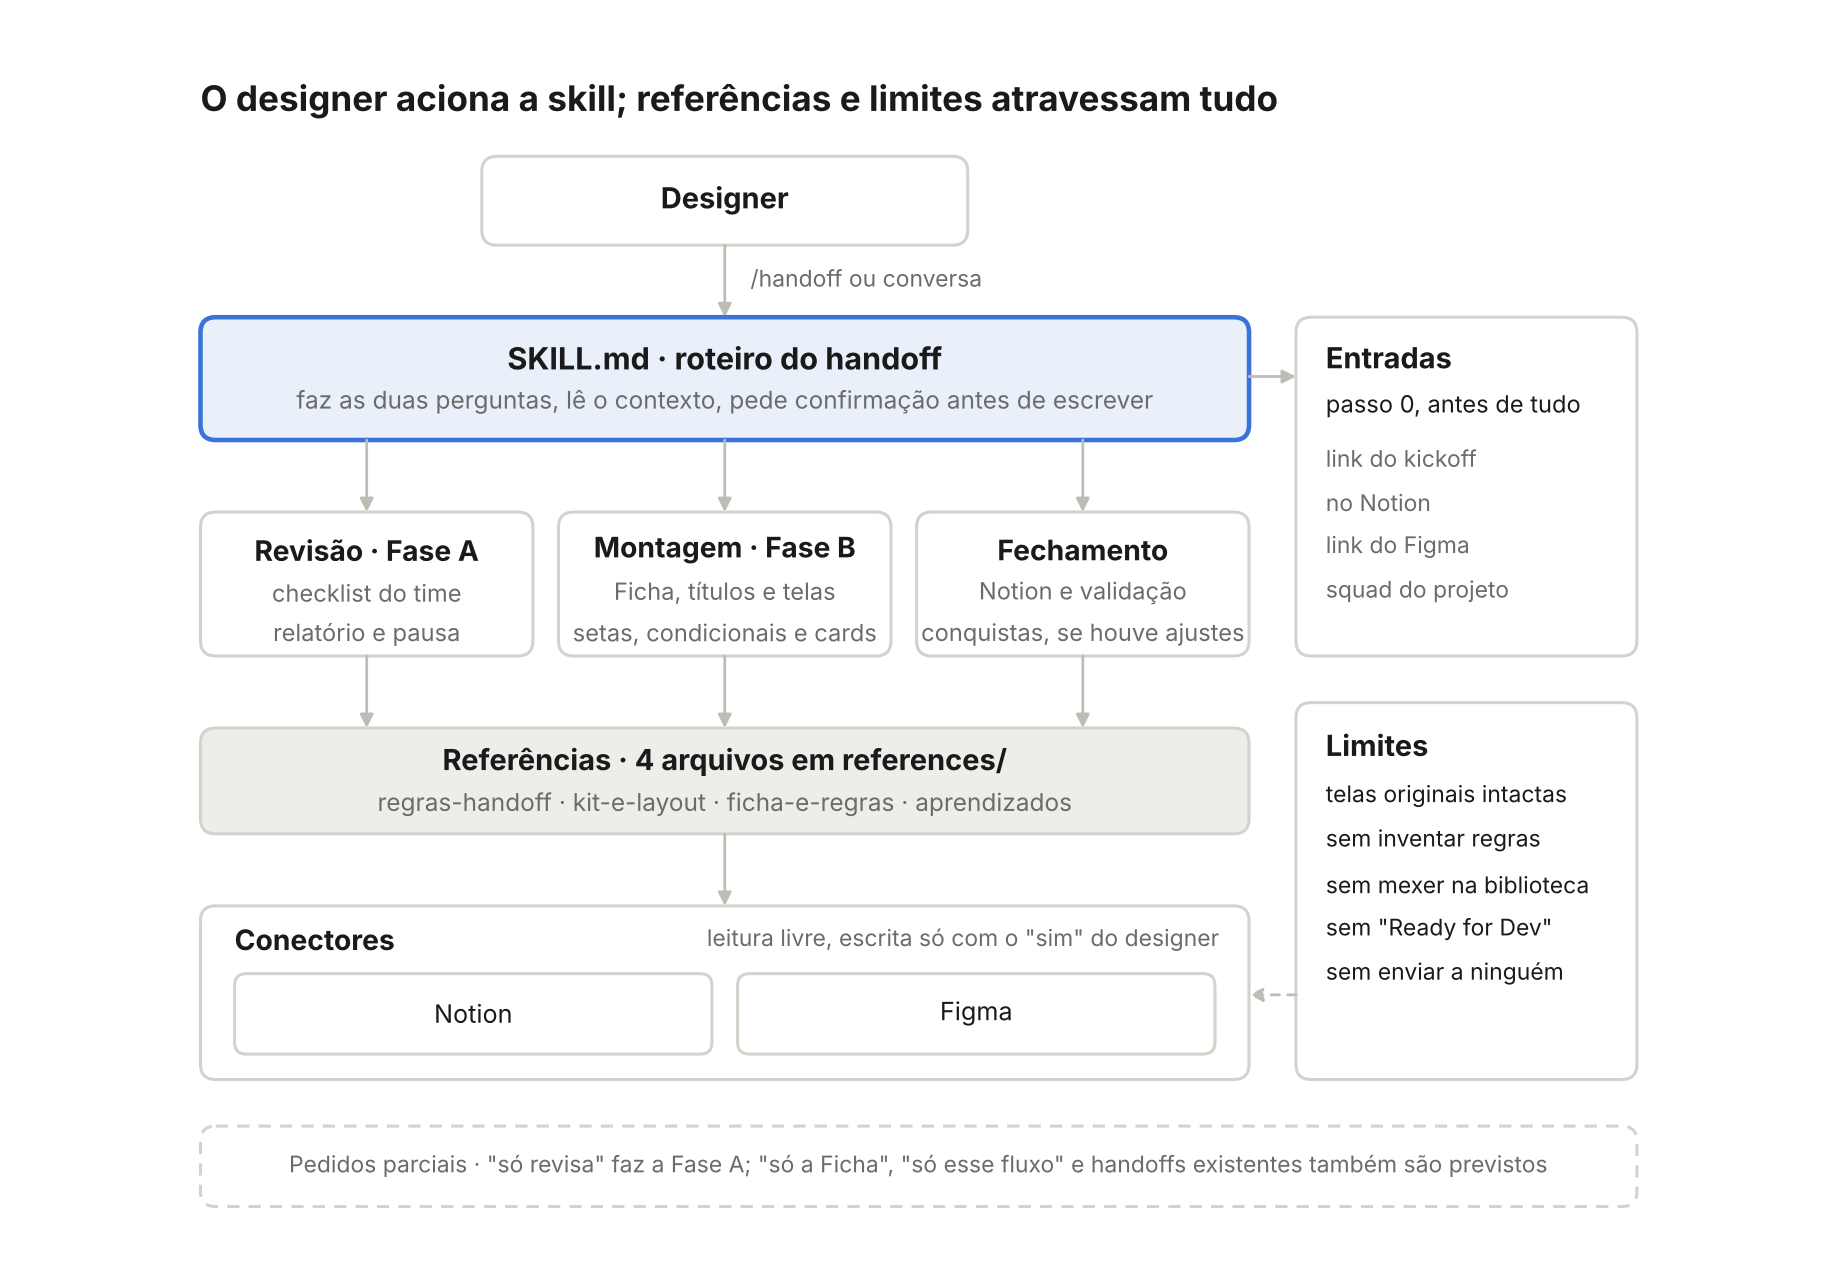 O designer aciona a skill; referências e limites atravessam tudo
Designer
/handoff ou conversa
SKILL.md · roteiro do handoff
faz as duas perguntas, lê o contexto, pede confirmação antes de escrever
Entradas
passo 0, antes de tudo
link do kickoff
no Notion
link do Figma
squad do projeto
Revisão · Fase A
checklist do time
relatório e pausa
Montagem · Fase B
Ficha, títulos e telas
setas, condicionais e cards
Fechamento
Notion e validação
conquistas, se houve ajustes
Referências · 4 arquivos em references/
regras-handoff · kit-e-layout · ficha-e-regras · aprendizados
Limites
telas originais intactas
sem inventar regras
sem mexer na biblioteca
sem "Ready for Dev"
sem enviar a ninguém
Conectores
leitura livre, escrita só com o "sim" do designer
Notion
Figma
Pedidos parciais · "só revisa" faz a Fase A; "só a Ficha", "só esse fluxo" e handoffs existentes também são previstos